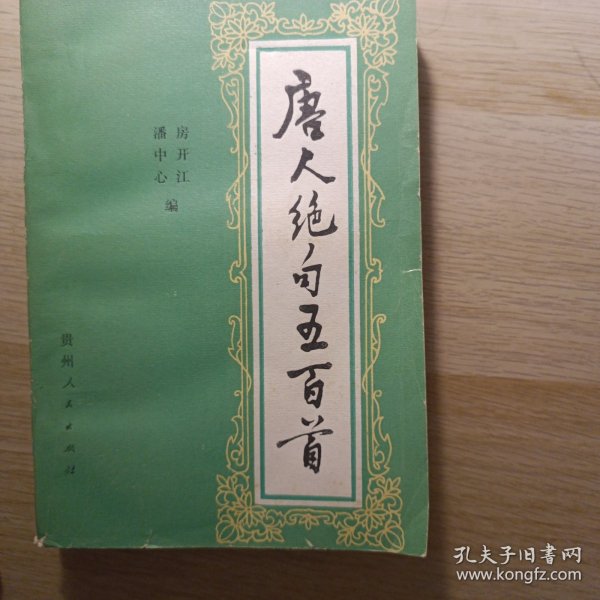 唐人绝句五百首
房开江
潘中心
编
贵州人民出版社
孔夫子旧书网
www.kongfz.com